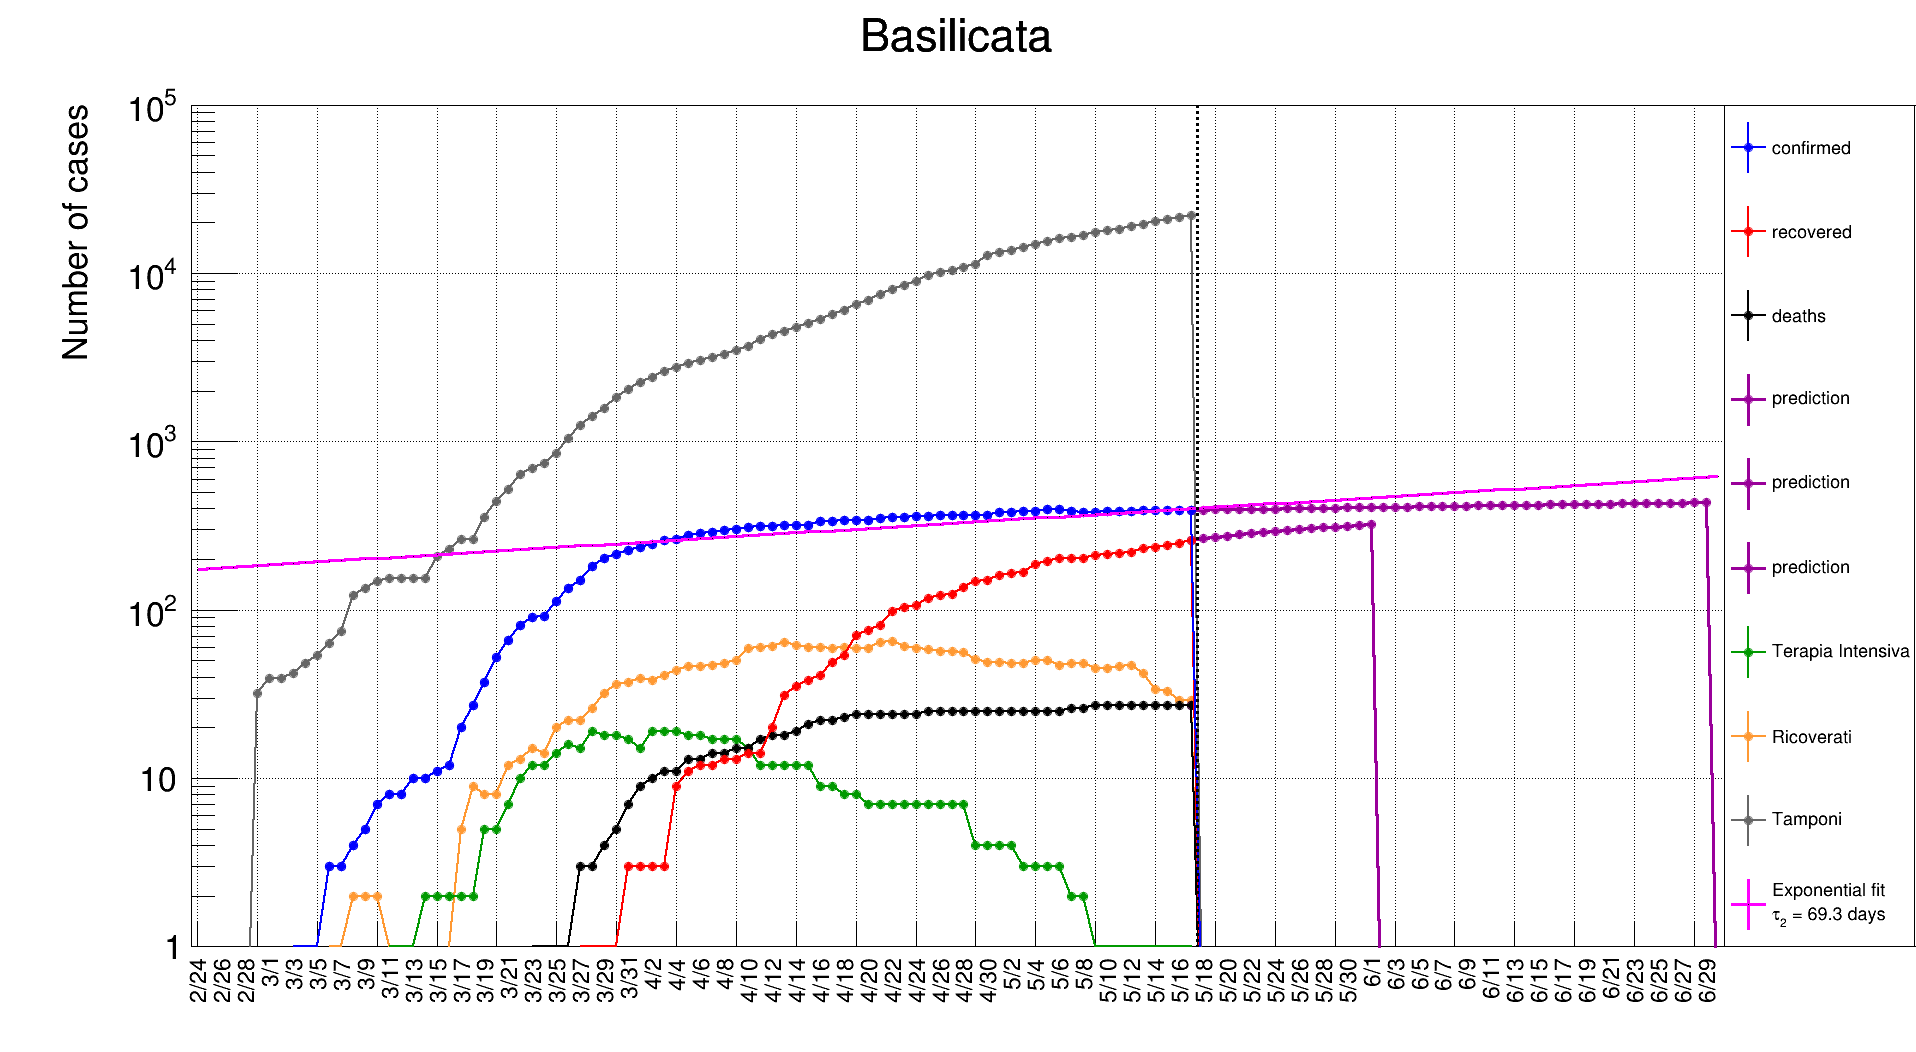 Basilicata
Number of cases
10^5
10^4
10^3
10^2
10
1
2/24 2/26 2/28 3/1 3/3 3/5 3/7 3/9 3/11 3/13 3/15 3/17 3/19 3/21 3/23 3/25 3/27 3/29 3/31 4/2 4/4 4/6 4/8 4/10 4/12 4/14 4/16 4/18 4/20 4/22 4/24 4/26 4/28 4/30 5/2 5/4 5/6 5/8 5/10 5/12 5/14 5/16 5/18 5/20 5/22 5/24 5/26 5/28 5/30 6/1 6/3 6/5 6/7 6/9 6/11 6/13 6/15 6/17 6/19 6/21 6/23 6/25 6/27 6/29
confirmed
recovered
deaths
prediction
prediction
prediction
Terapia Intensiva
Ricoverati
Tamponi
Exponential fit
τ₂ = 69.3 days